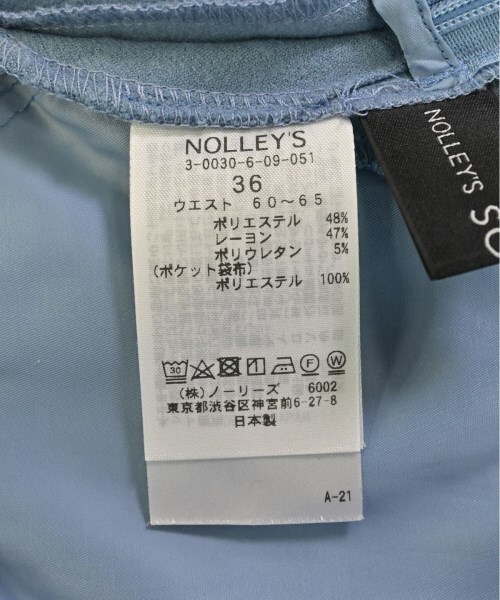 NOLLEY'S
3-0030-6-09-051
36
ウエスト 60～65
ポリエステル 48%
レーヨン 47%
ポリウレタン 5%
(ポケット袋布)
ポリエステル 100%
30
F W
(株)ノーリーズ 6002
東京都渋谷区神宮前6-27-8
日本製
A-21
NOLLEY'S